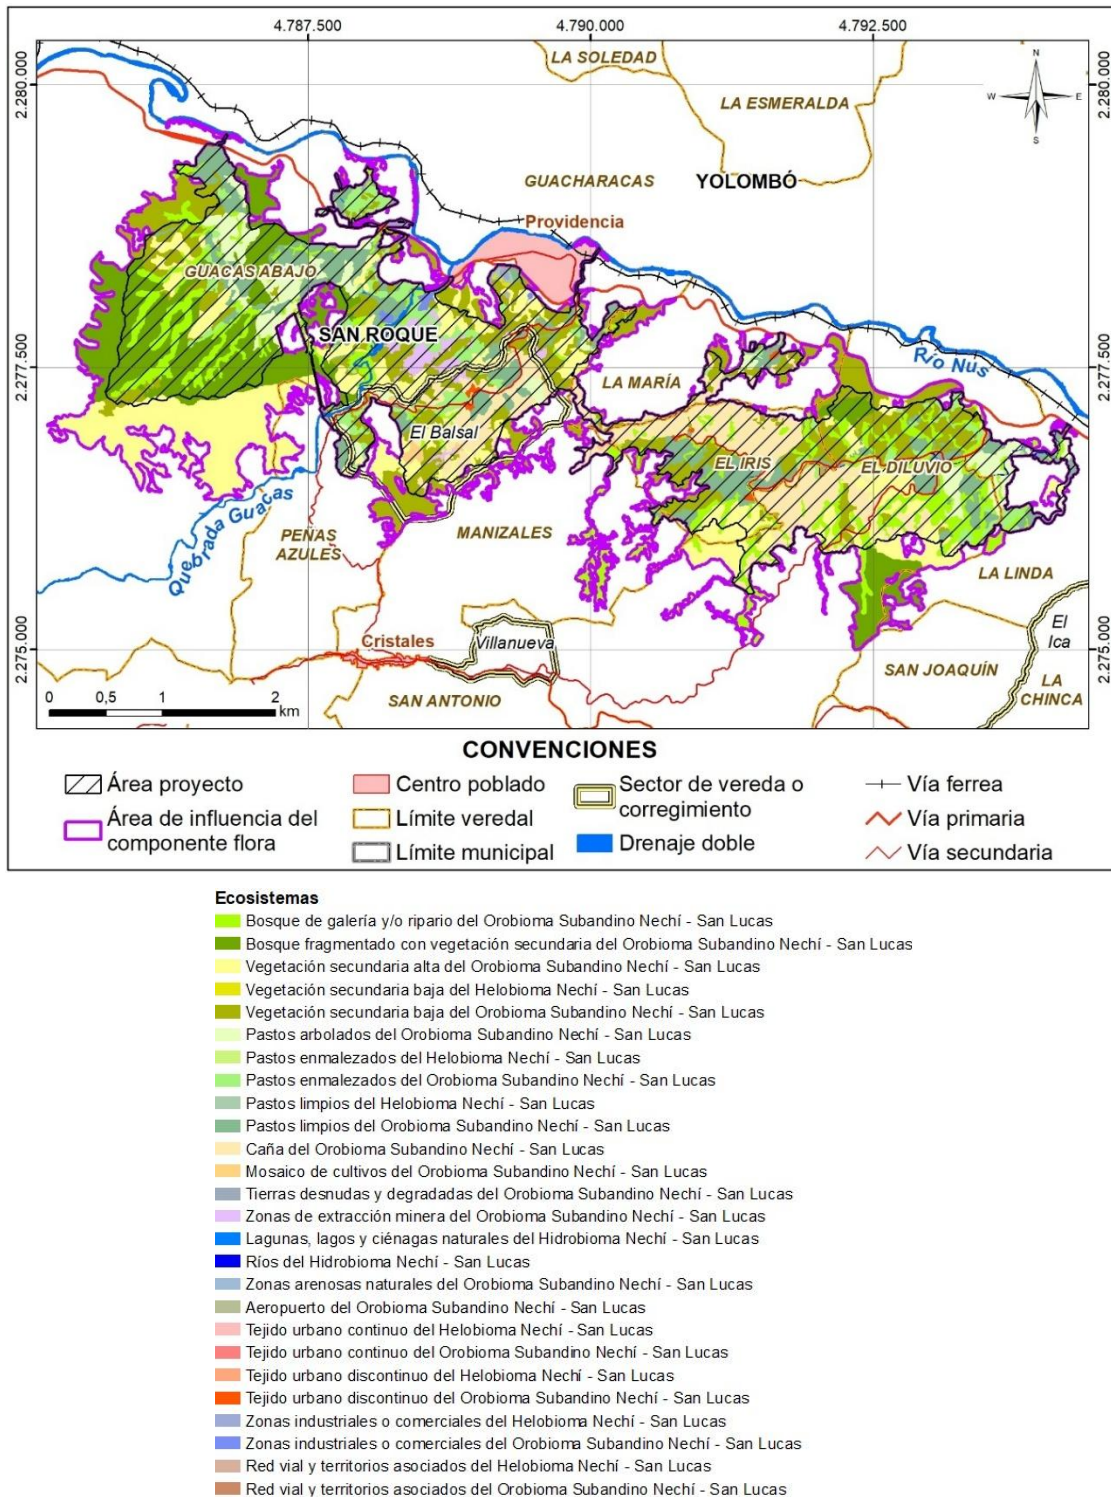 4.787.500 4.790.000 4.792.500
2.280.000 2.280.000
LA SOLEDAD
N
W E
S
LA ESMERALDA
GUACHARACAS YOLOMBÓ
Providencia
GUACAS ABAJO
SAN ROQUE
2.277.500 2.277.500
Río Nus
LA MARÍA
El Balsal
EL IRIS EL DILUVIO
Quebrada Guacas
PEÑAS
AZULES
MANIZALES
LA LINDA
2.275.000 2.275.000
Cristales
Villanueva
El
Ica
SAN JOAQUÍN
LA
CHINCA
SAN ANTONIO
0 0,5 1 2
km
CONVENCIONES
Área proyecto
Área de influencia del
componente flora
Centro poblado
Límite veredal
Límite municipal
Sector de vereda o
corregimiento
Drenaje doble
Vía ferrea
Vía primaria
Vía secundaria
Ecosistemas
Bosque de galería y/o ripario del Orobioma Subandino Nechí - San Lucas
Bosque fragmentado con vegetación secundaria del Orobioma Subandino Nechí - San Lucas
Vegetación secundaria alta del Orobioma Subandino Nechí - San Lucas
Vegetación secundaria baja del Helobioma Nechí - San Lucas
Vegetación secundaria baja del Orobioma Subandino Nechí - San Lucas
Pastos arbolados del Orobioma Subandino Nechí - San Lucas
Pastos enmalezados del Helobioma Nechí - San Lucas
Pastos enmalezados del Orobioma Subandino Nechí - San Lucas
Pastos limpios del Helobioma Nechí - San Lucas
Pastos limpios del Orobioma Subandino Nechí - San Lucas
Caña del Orobioma Subandino Nechí - San Lucas
Mosaico de cultivos del Orobioma Subandino Nechí - San Lucas
Tierras desnudas y degradadas del Orobioma Subandino Nechí - San Lucas
Zonas de extracción minera del Orobioma Subandino Nechí - San Lucas
Lagunas, lagos y ciénagas naturales del Hidrobioma Nechí - San Lucas
Ríos del Hidrobioma Nechí - San Lucas
Zonas arenosas naturales del Orobioma Subandino Nechí - San Lucas
Aeropuerto del Orobioma Subandino Nechí - San Lucas
Tejido urbano continuo del Helobioma Nechí - San Lucas
Tejido urbano continuo del Orobioma Subandino Nechí - San Lucas
Tejido urbano discontinuo del Helobioma Nechí - San Lucas
Tejido urbano discontinuo del Orobioma Subandino Nechí - San Lucas
Zonas industriales o comerciales del Helobioma Nechí - San Lucas
Zonas industriales o comerciales del Orobioma Subandino Nechí - San Lucas
Red vial y territorios asociados del Helobioma Nechí - San Lucas
Red vial y territorios asociados del Orobioma Subandino Nechí - San Lucas